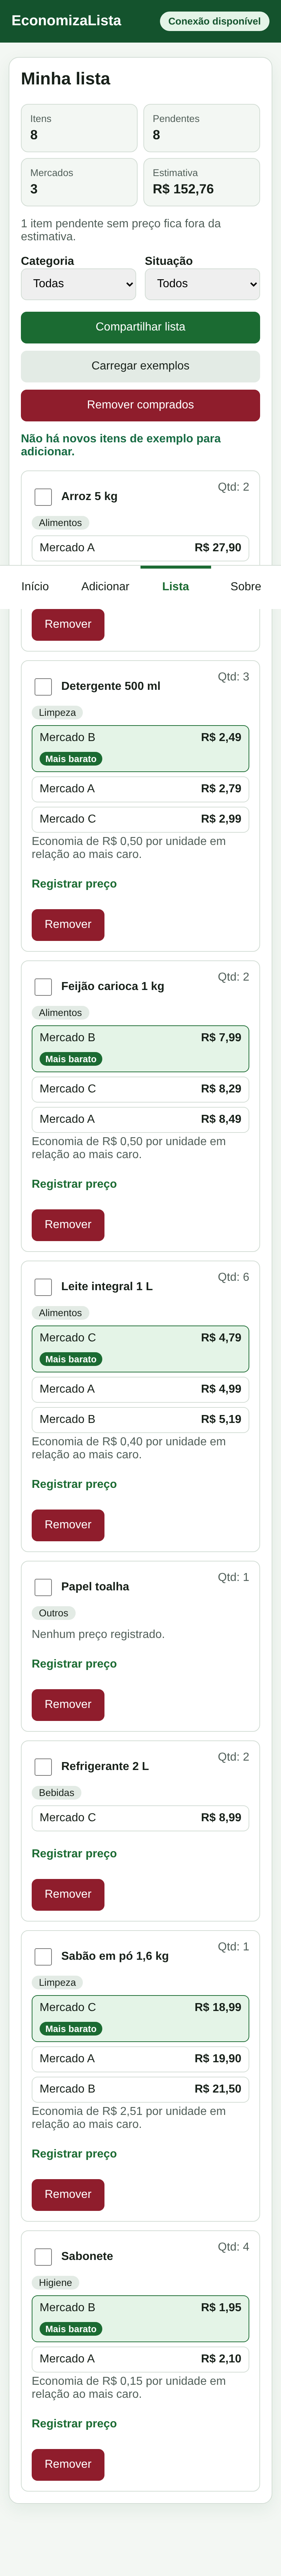 EconomizaLista
Conexão disponível
Minha lista
Itens
8
Pendentes
8
Mercados
3
Estimativa
R$ 152,76
1 item pendente sem preço fica fora da
estimativa.
Categoria
Todas
Situação
Todos
Compartilhar lista
Carregar exemplos
Remover comprados
Não há novos itens de exemplo para
adicionar.
Arroz 5 kg
Qtd: 2
Alimentos
Mercado A
R$ 27,90
Início
Adicionar
Lista
Sobre
Remover
Detergente 500 ml
Qtd: 3
Limpeza
Mercado B
R$ 2,49
Mais barato
Mercado A
R$ 2,79
Mercado C
R$ 2,99
Economia de R$ 0,50 por unidade em
relação ao mais caro.
Registrar preço
Remover
Feijão carioca 1 kg
Qtd: 2
Alimentos
Mercado B
R$ 7,99
Mais barato
Mercado C
R$ 8,29
Mercado A
R$ 8,49
Economia de R$ 0,50 por unidade em
relação ao mais caro.
Registrar preço
Remover
Leite integral 1 L
Qtd: 6
Alimentos
Mercado C
R$ 4,79
Mais barato
Mercado A
R$ 4,99
Mercado B
R$ 5,19
Economia de R$ 0,40 por unidade em
relação ao mais caro.
Registrar preço
Remover
Papel toalha
Qtd: 1
Outros
Nenhum preço registrado.
Registrar preço
Remover
Refrigerante 2 L
Qtd: 2
Bebidas
Mercado C
R$ 8,99
Registrar preço
Remover
Sabão em pó 1,6 kg
Qtd: 1
Limpeza
Mercado C
R$ 18,99
Mais barato
Mercado A
R$ 19,90
Mercado B
R$ 21,50
Economia de R$ 2,51 por unidade em
relação ao mais caro.
Registrar preço
Remover
Sabonete
Qtd: 4
Higiene
Mercado B
R$ 1,95
Mais barato
Mercado A
R$ 2,10
Economia de R$ 0,15 por unidade em
relação ao mais caro.
Registrar preço
Remover